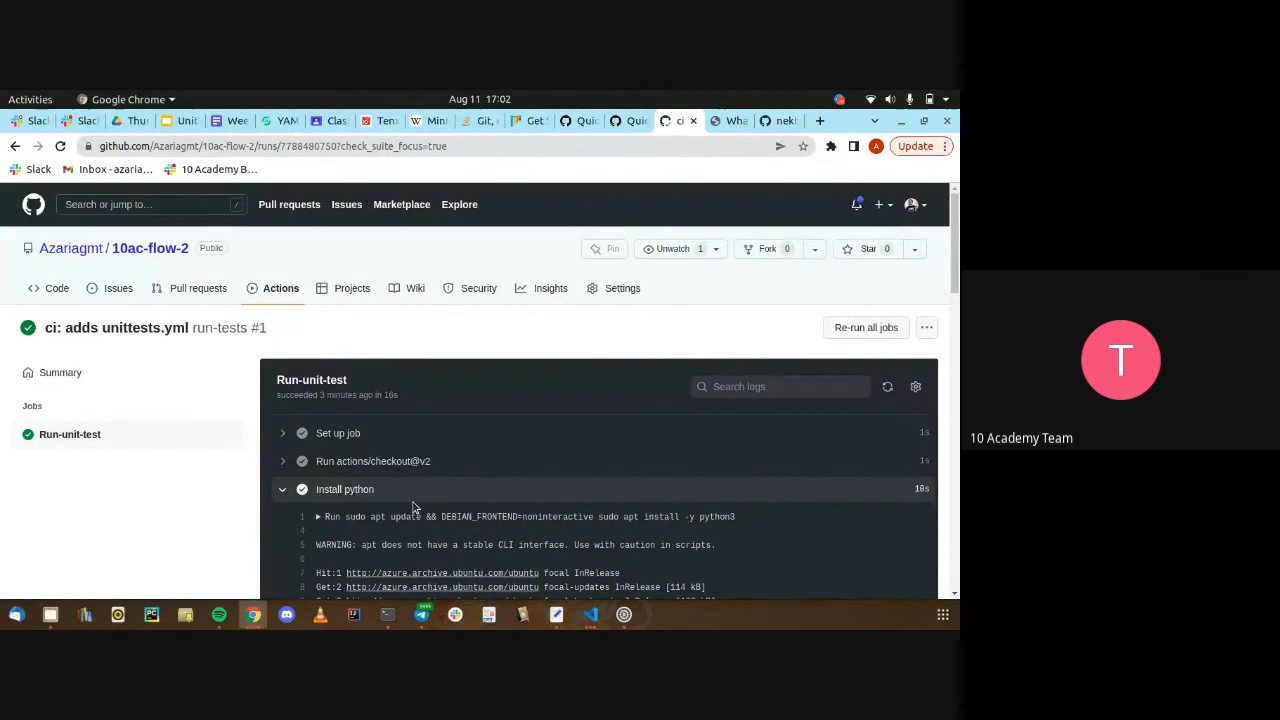 Activities
Google Chrome
Aug 11 17:02
Slac
Slac
Thur
Unit
Wee
YAM
Clas
Tenx
Mini
Git,
Get
Quic
Quic
ci
Wha
nekt
github.com/Azariagmt/10ac-flow-2/runs/7788480750?check_suite_focus=true
A
Update
Slack
Inbox - azaria...
10 Academy B...
Search or jump to...
/
Pull requests
Issues
Marketplace
Explore
Azariagmt / 10ac-flow-2
Public
Pin
Unwatch 1
Fork 0
Star 0
Code
Issues
Pull requests
Actions
Projects
Wiki
Security
Insights
Settings
ci: adds unittests.yml run-tests #1
Re-run all jobs
...
Summary
Jobs
Run-unit-test
Run-unit-test
succeeded 3 minutes ago in 16s
Search logs
Set up job
1s
Run actions/checkout@v2
1s
Install python
10s
1 Run sudo apt update && DEBIAN_FRONTEND=noninteractive sudo apt install -y python3
4
5 WARNING: apt does not have a stable CLI interface. Use with caution in scripts.
6
7 Hit:1 http://azure.archive.ubuntu.com/ubuntu focal InRelease
8 Get:2 http://azure.archive.ubuntu.com/ubuntu focal-updates InRelease [114 kB]
T
10 Academy Team